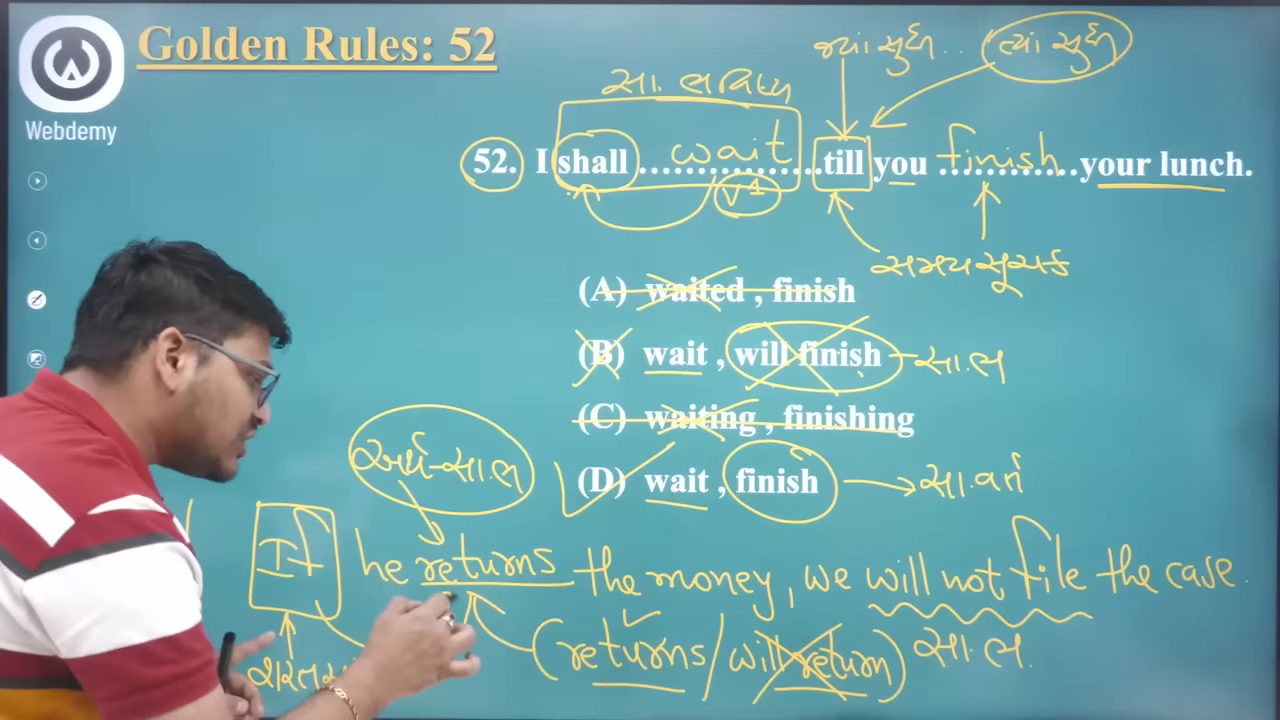 Golden Rules: 52
Webdemy
જ્યાં સુધી.. ત્યાં સુધી
સા. ભવિષ્ય
52. I shall ........ wait ........ till you .... finish .... your lunch.
V1
સમયસૂચક
(A) waited , finish
(B) wait , will finish સા.ભ
(C) waiting , finishing
(D) wait , finish → સા.વર્ત
અર્થ-સા.ભ
If he returns the money, we will not file the case.
(returns/will return) સા.ભ.